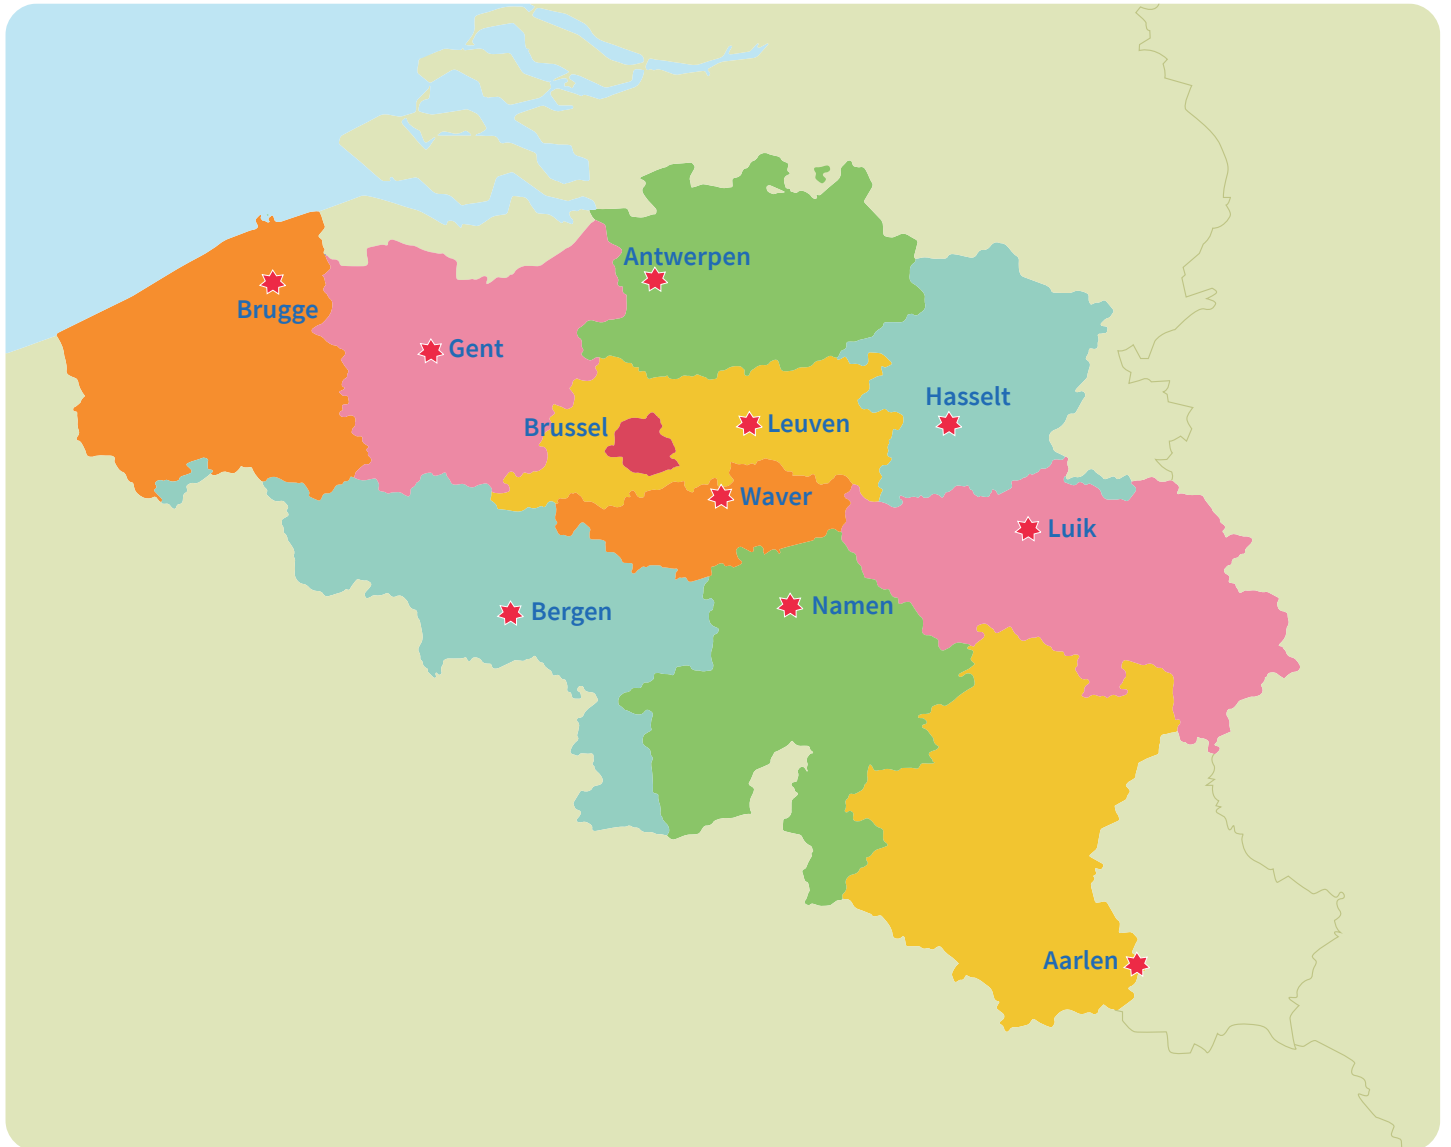 Antwerpen
Brugge
Gent
Hasselt
Brussel
Leuven
Waver
Luik
Bergen
Namen
Aarlen